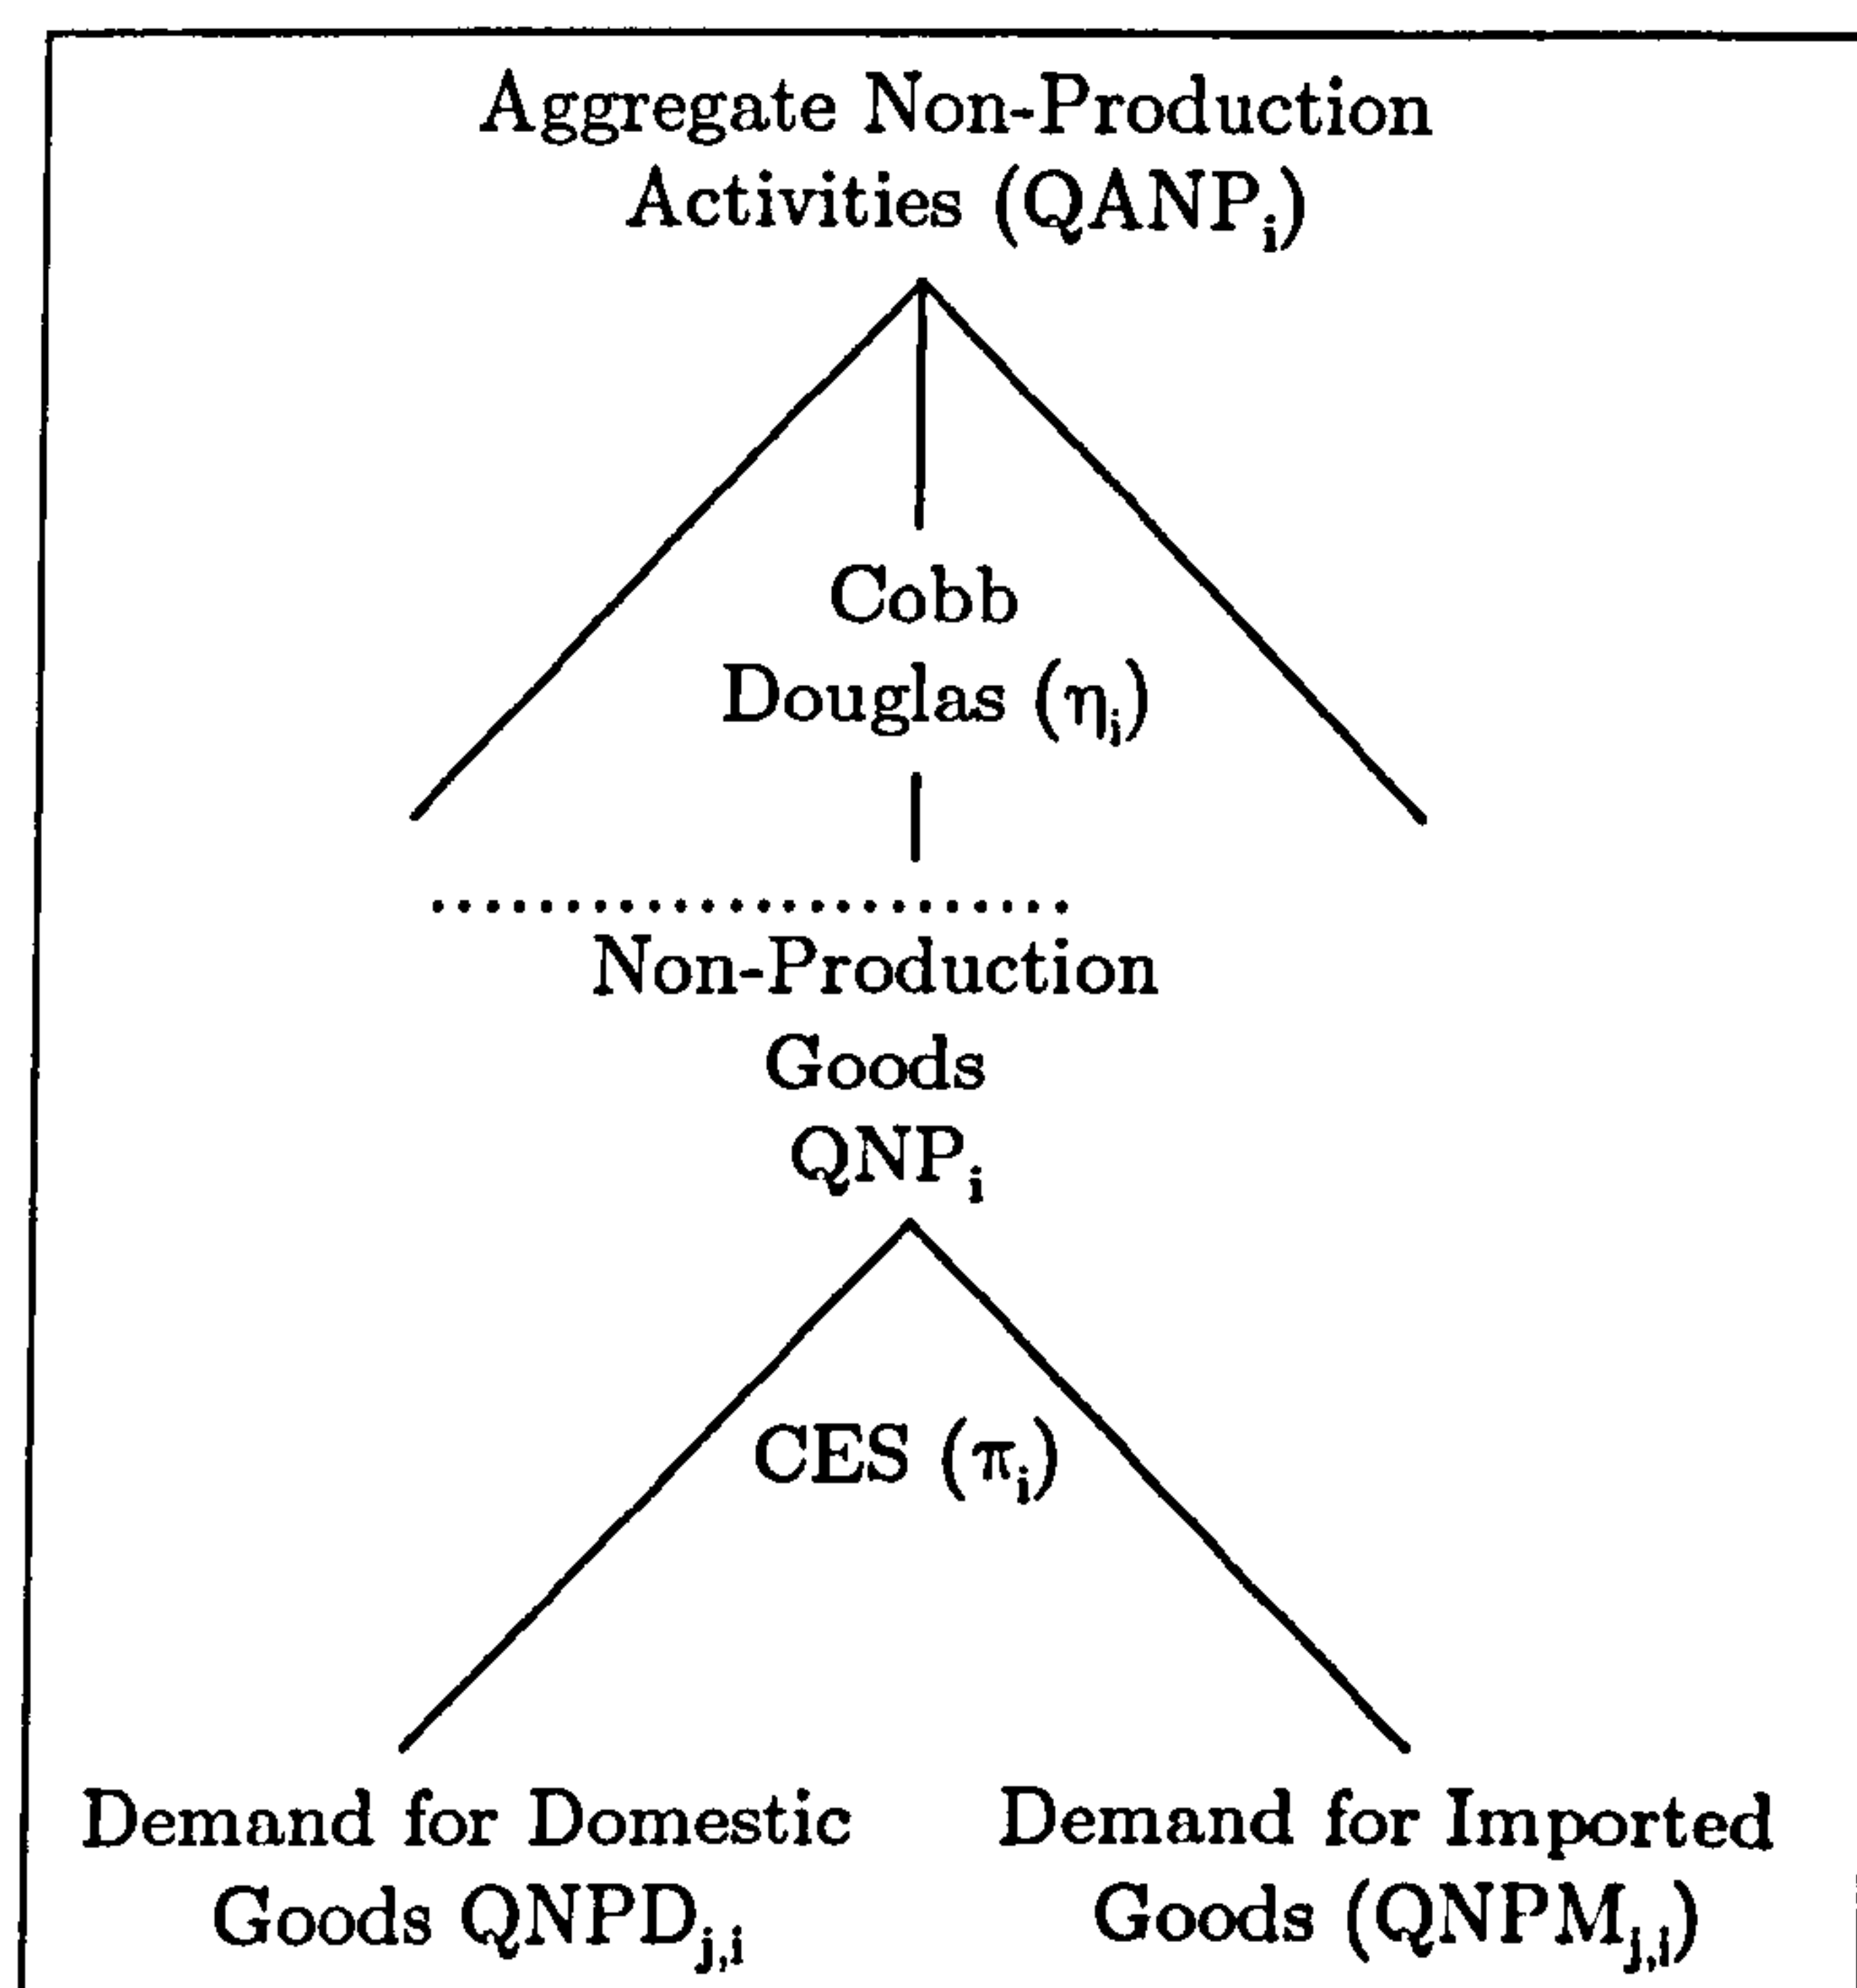 Aggregate Non-Production
Activities (QANPᵢ)
Cobb
Douglas (ηᵢ)
..............................
Non-Production
Goods
QNPᵢ
CES (πᵢ)
Demand for Domestic
Goods QNPDⱼ,ᵢ
Demand for Imported
Goods (QNPMⱼ,ᵢ)